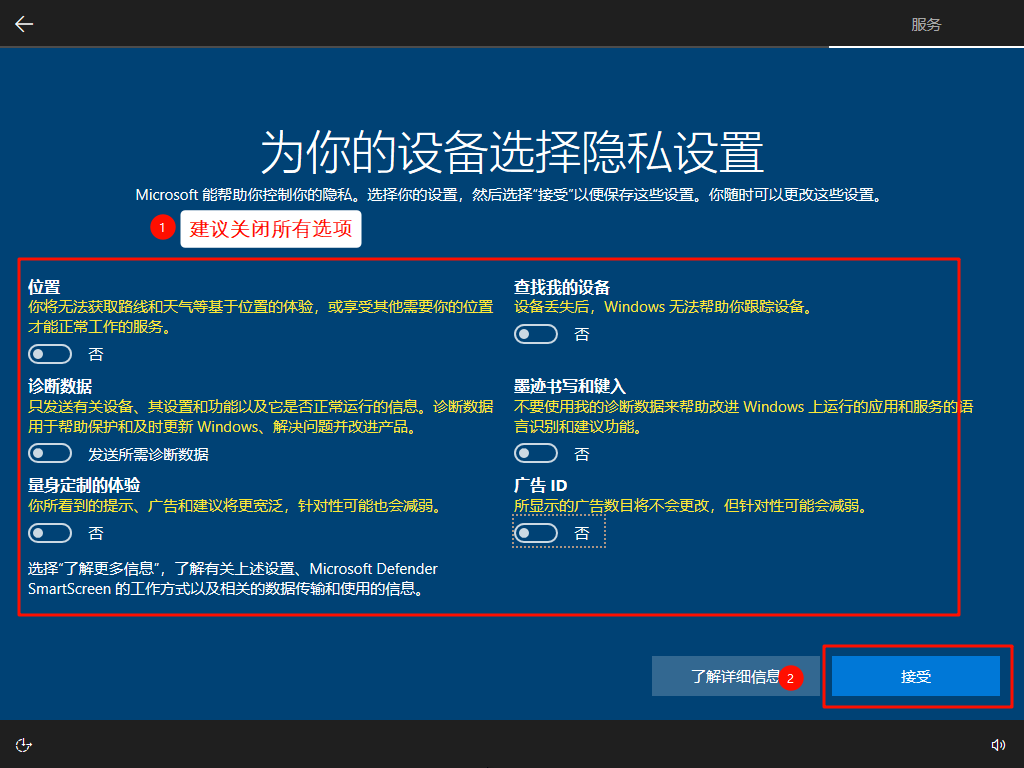 服务
为你的设备选择隐私设置
Microsoft 能帮助你控制你的隐私。选择你的设置，然后选择“接受”以便保存这些设置。你随时可以更改这些设置。
1 建议关闭所有选项
位置
你将无法获取路线和天气等基于位置的体验，或享受其他需要你的位置
才能正常工作的服务。
否
查找我的设备
设备丢失后，Windows 无法帮助你跟踪设备。
否
诊断数据
只发送有关设备、其设置和功能以及它是否正常运行的信息。诊断数据
用于帮助保护和及时更新 Windows、解决问题并改进产品。
发送所需诊断数据
墨迹书写和键入
不要使用我的诊断数据来帮助改进 Windows 上运行的应用和服务的语
言识别和建议功能。
否
量身定制的体验
你所看到的提示、广告和建议将更宽泛，针对性可能也会减弱。
否
广告 ID
所显示的广告数目将不会更改，但针对性可能会减弱。
否
选择“了解更多信息”，了解有关上述设置、Microsoft Defender
SmartScreen 的工作方式以及相关的数据传输和使用的信息。
了解详细信息 2
接受